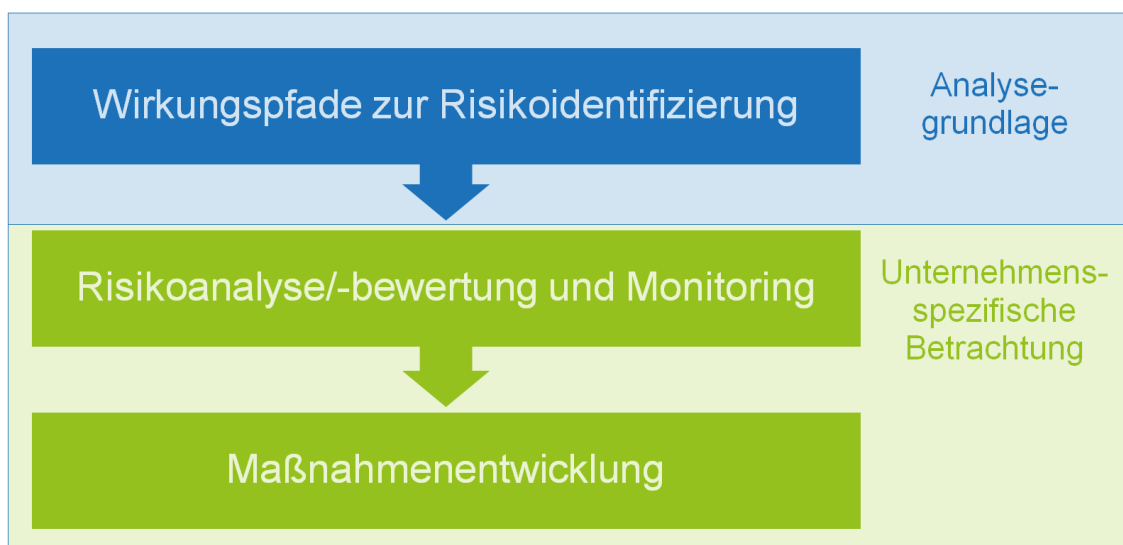 Wirkungspfade zur Risikoidentifizierung
Analyse-
grundlage
Risikoanalyse/-bewertung und Monitoring
Unternehmens-
spezifische
Betrachtung
Maßnahmenentwicklung